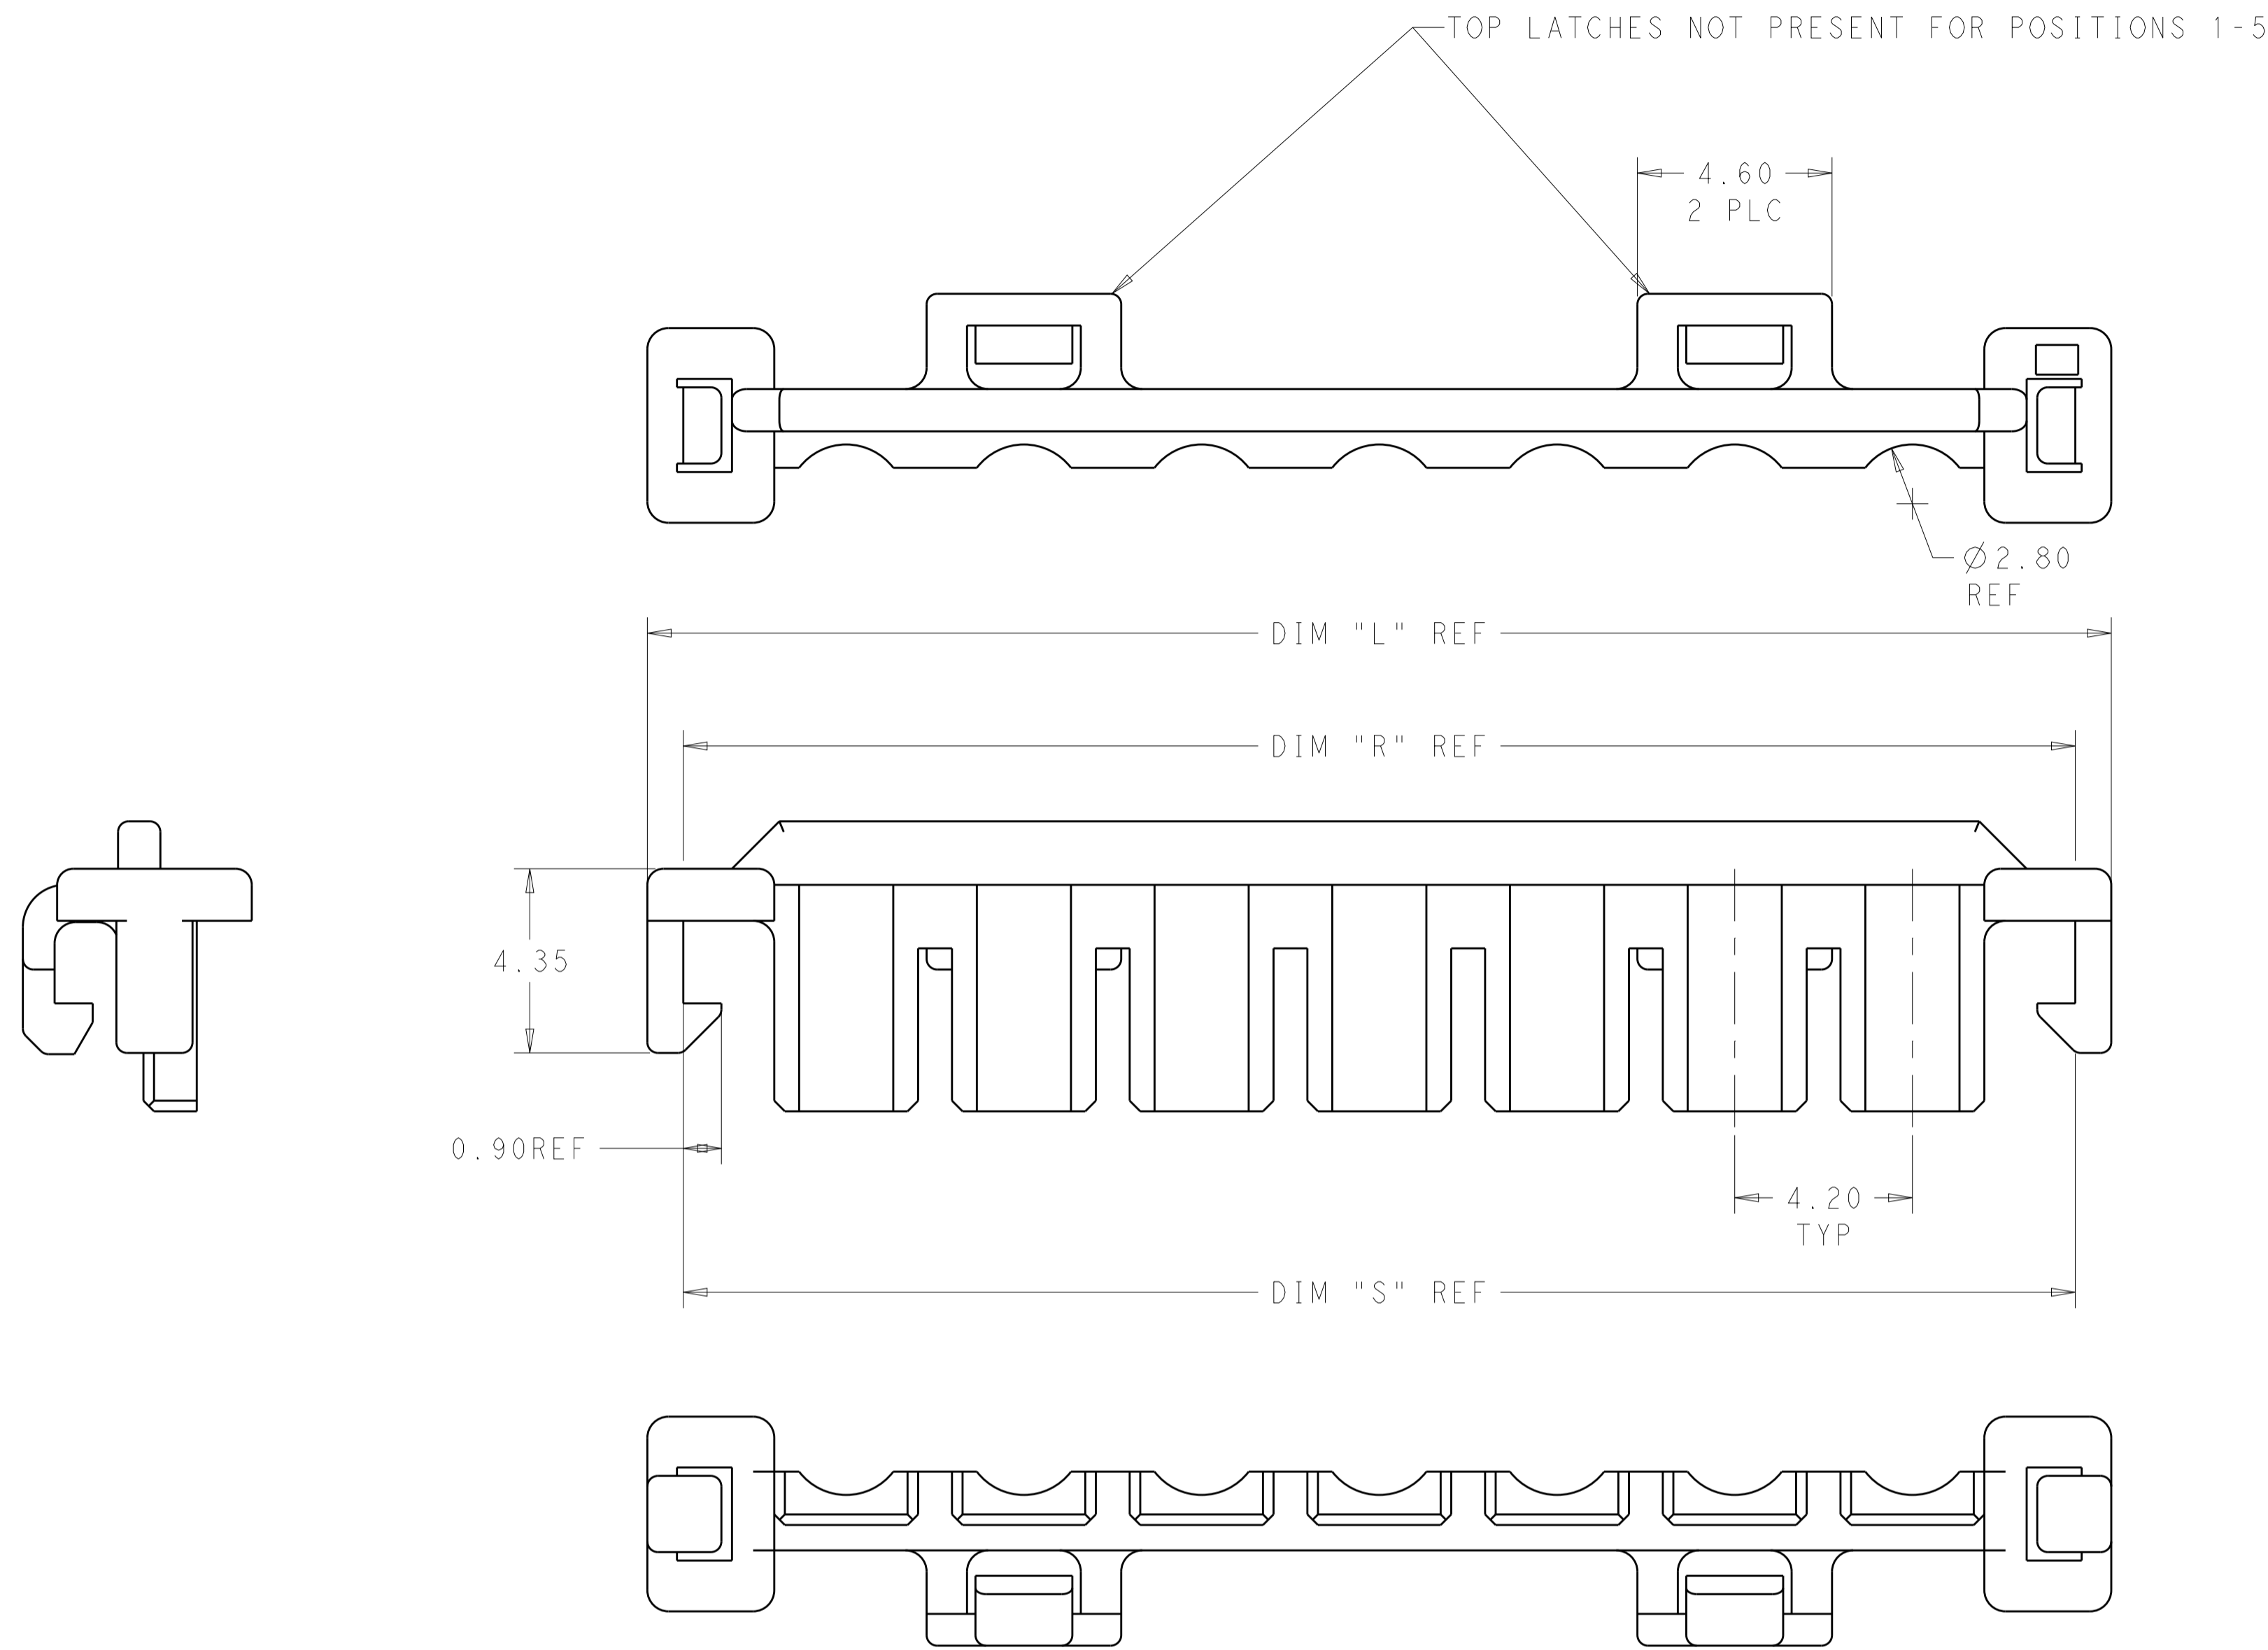 TOP LATCHES NOT PRESENT FOR POSITIONS 1-5
4.60
2 PLC
Ø2.80
REF
DIM "L" REF
DIM "R" REF
4.35
0.90REF
4.20
TYP
DIM "S" REF